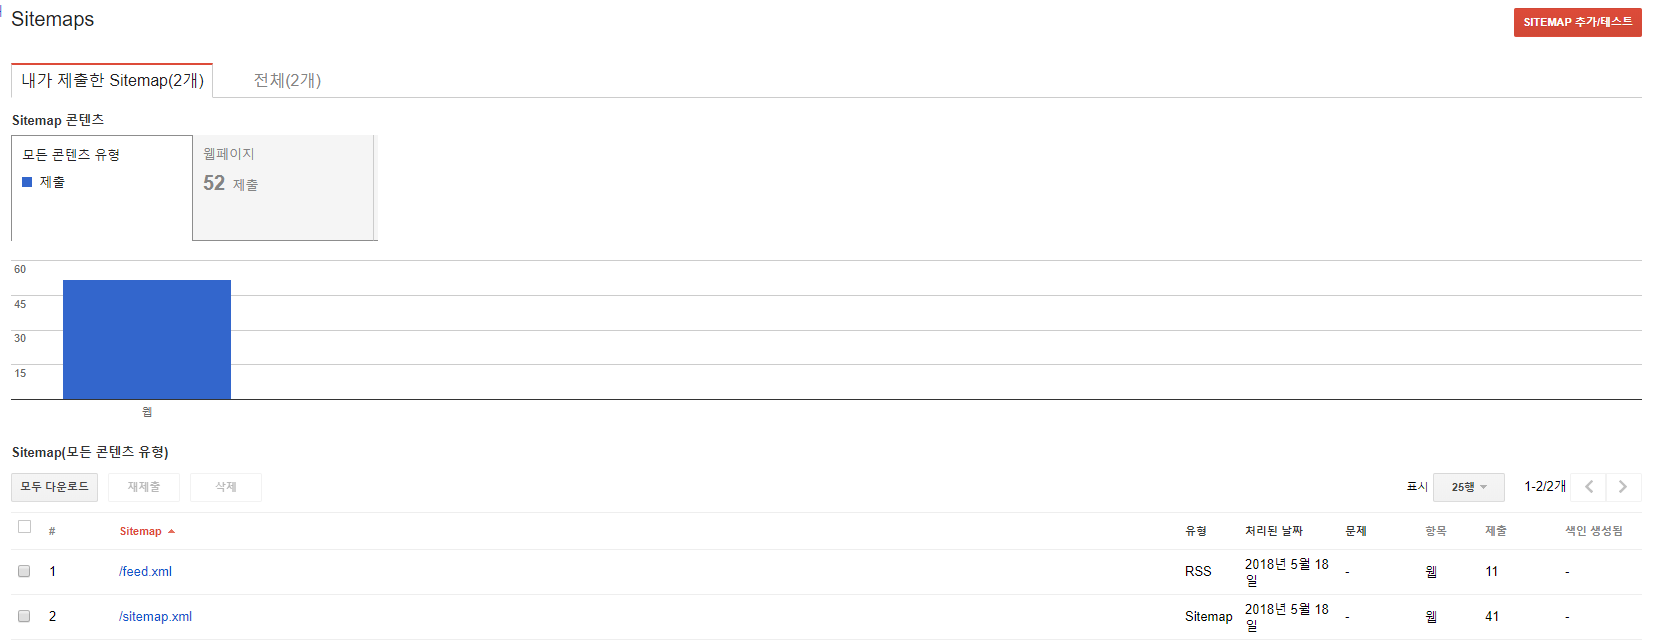 Sitemaps
SITEMAP 추가/테스트
내가 제출한 Sitemap(2개)
전체(2개)
Sitemap 콘텐츠
모든 콘텐츠 유형
제출
웹페이지
52 제출
60
45
30
15
웹
Sitemap(모든 콘텐츠 유형)
모두 다운로드
재제출
삭제
표시
25행
1-2/2개
# Sitemap 유형 처리된 날짜 문제 항목 제출 색인 생성됨
1 /feed.xml RSS 2018년 5월 18
일 - 웹 11 -
2 /sitemap.xml Sitemap 2018년 5월 18
일 - 웹 41 -